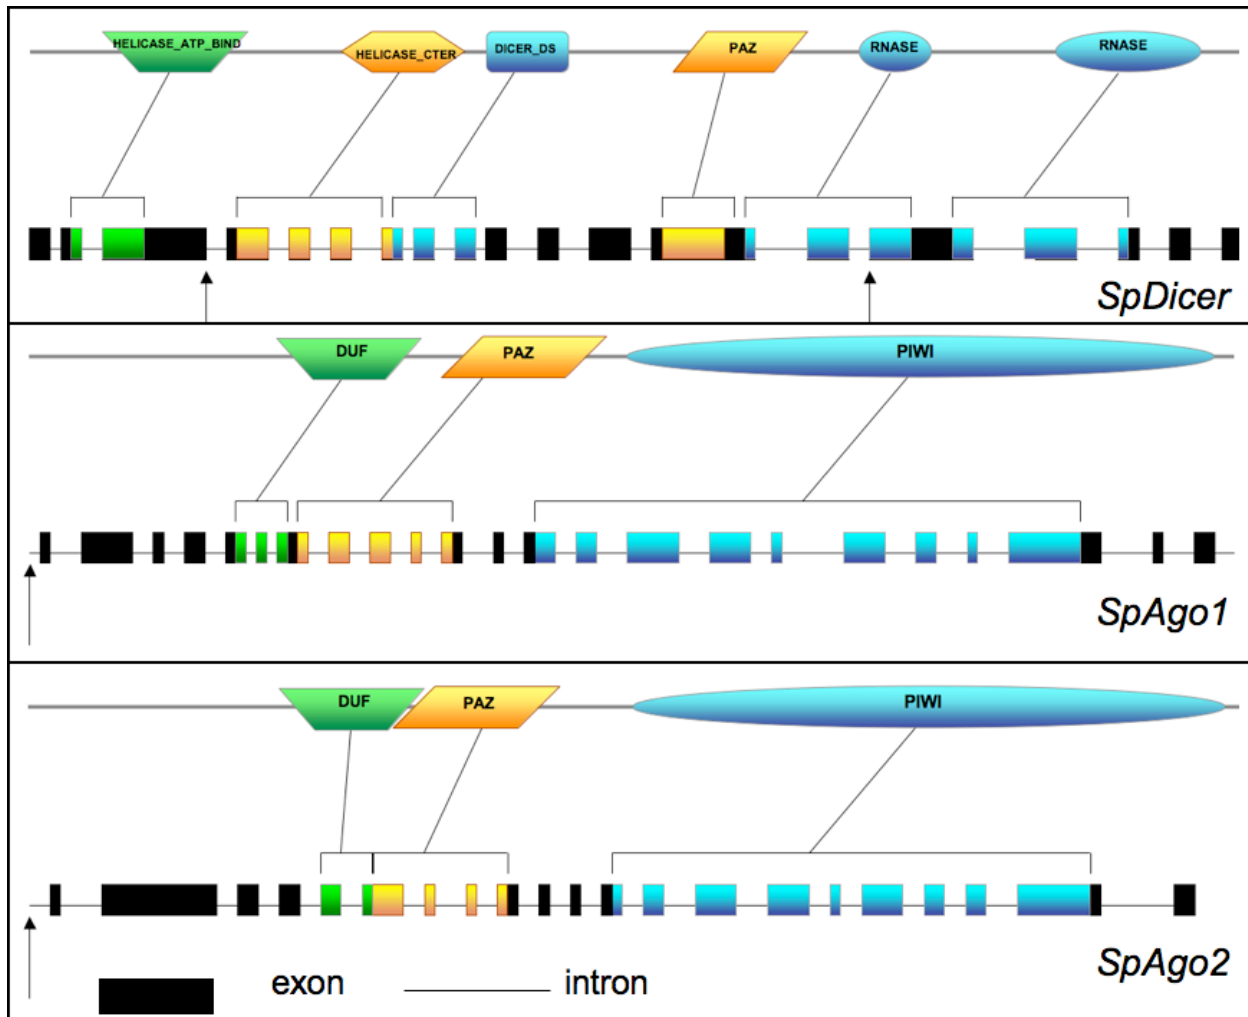 HELICASE_ATP_BIND
HELICASE_CTER
DICER_DS
PAZ
RNASE
RNASE
SpDicer
DUF
PAZ
PIWI
SpAgo1
DUF
PAZ
PIWI
SpAgo2
exon
intron